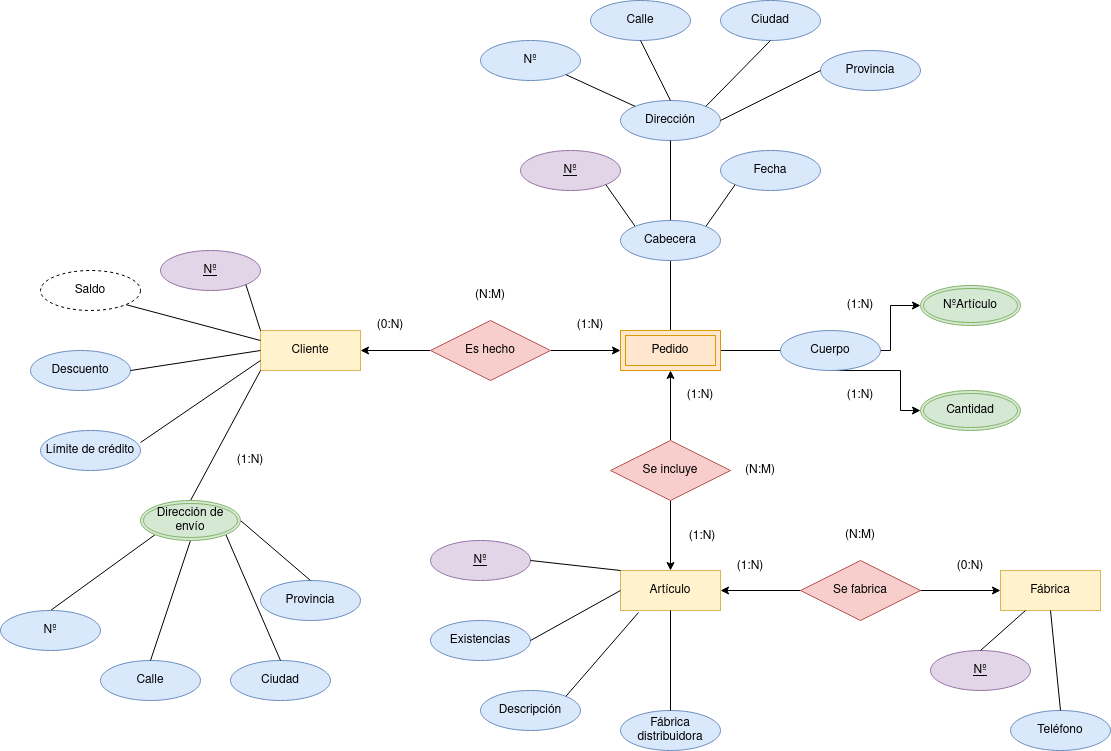 Calle
Ciudad
Nº
Provincia
Dirección
Nº
Fecha
Cabecera
Nº
Saldo
(N:M)
(0:N)
(1:N)
(1:N)
NºArtículo
Cliente
Es hecho
Pedido
Cuerpo
Descuento
(1:N)
(1:N)
Cantidad
Límite de crédito
(1:N)
Se incluye
(N:M)
Dirección de
envío
(1:N)
(N:M)
Nº
(1:N)
(0:N)
Provincia
Artículo
Se fabrica
Fábrica
Nº
Existencias
Calle
Ciudad
Nº
Descripción
Fábrica
distribuidora
Teléfono